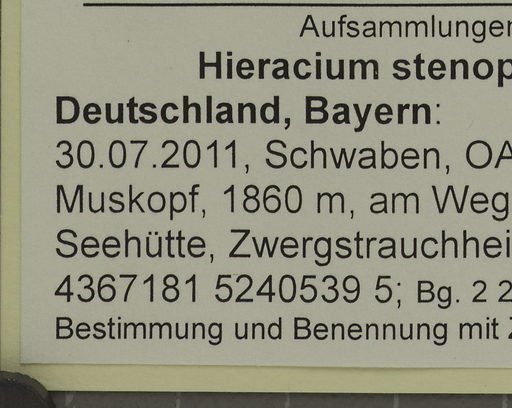 Aufsammlungen
Hieracium stenop
Deutschland, Bayern:
30.07.2011, Schwaben, OA
Muskopf, 1860 m, am Weg
Seehütte, Zwergstrauchhei
4367181 5240539 5; Bg. 2 2
Bestimmung und Benennung mit